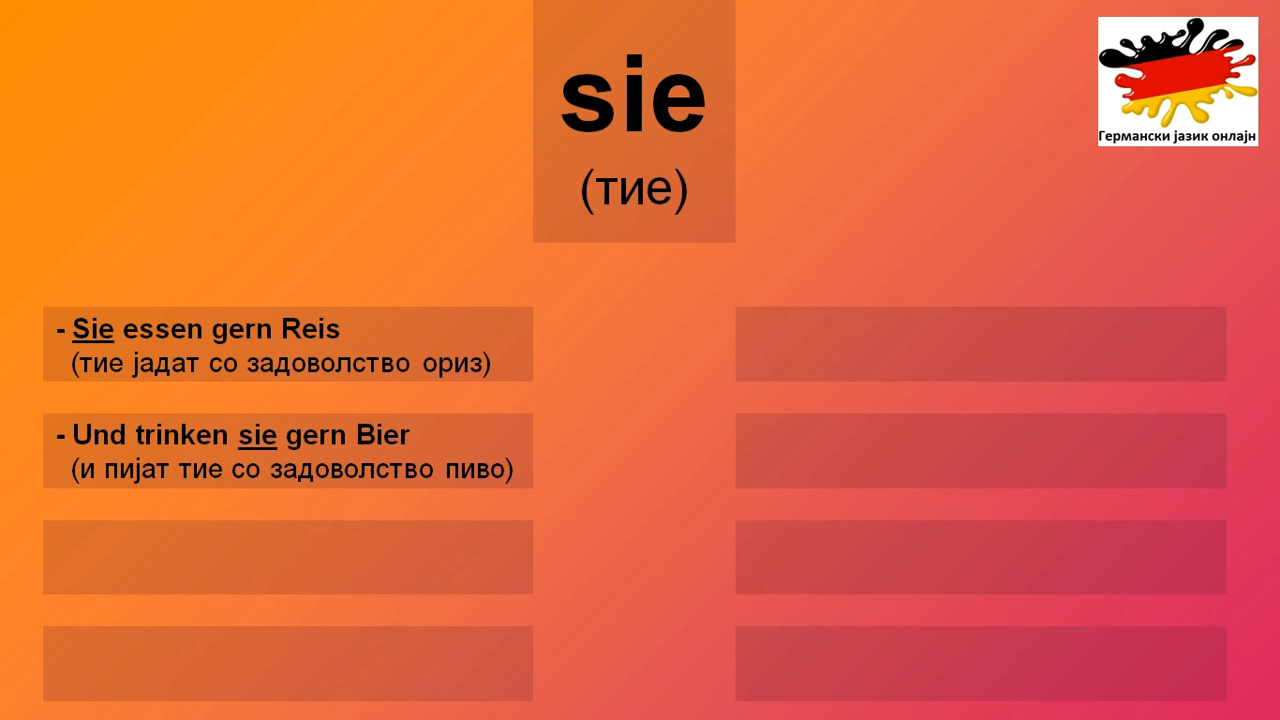 sie
(тие)
Германски јазик онлајн
- Sie essen gern Reis
(тие јадат со задоволство ориз)
- Und trinken sie gern Bier
(и пијат тие со задоволство пиво)